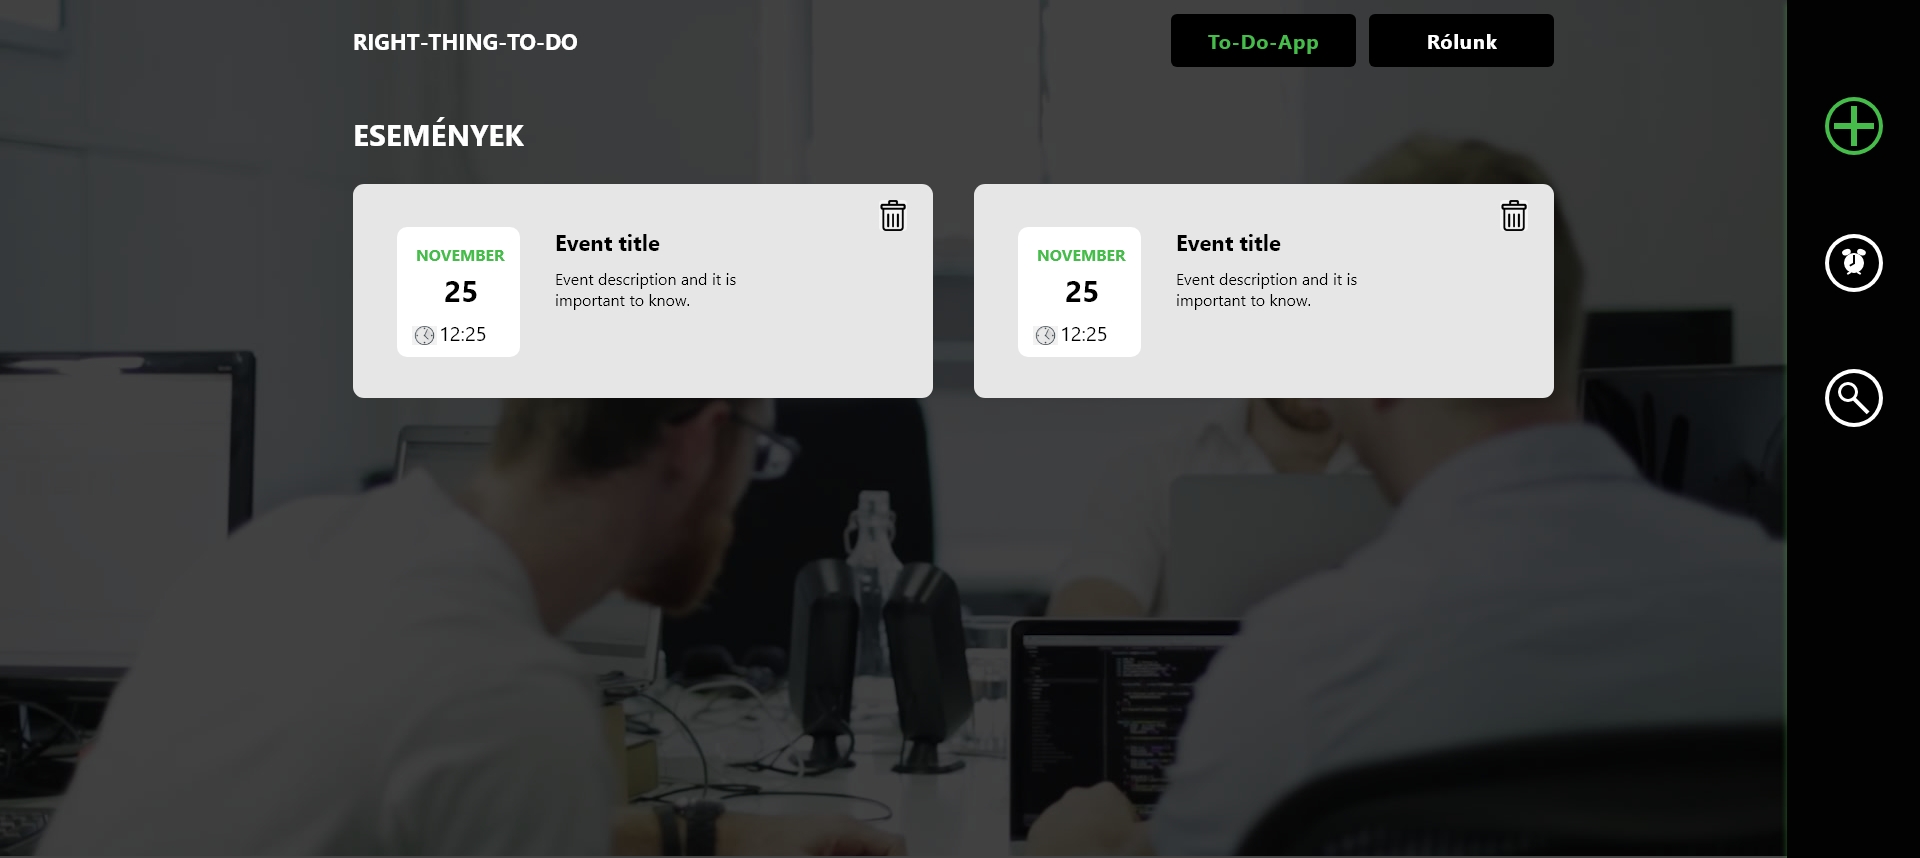 RIGHT-THING-TO-DO
To-Do-App
Rólunk
ESEMÉNYEK
NOVEMBER
25
12:25
Event title
Event description and it is
important to know.
NOVEMBER
25
12:25
Event title
Event description and it is
important to know.